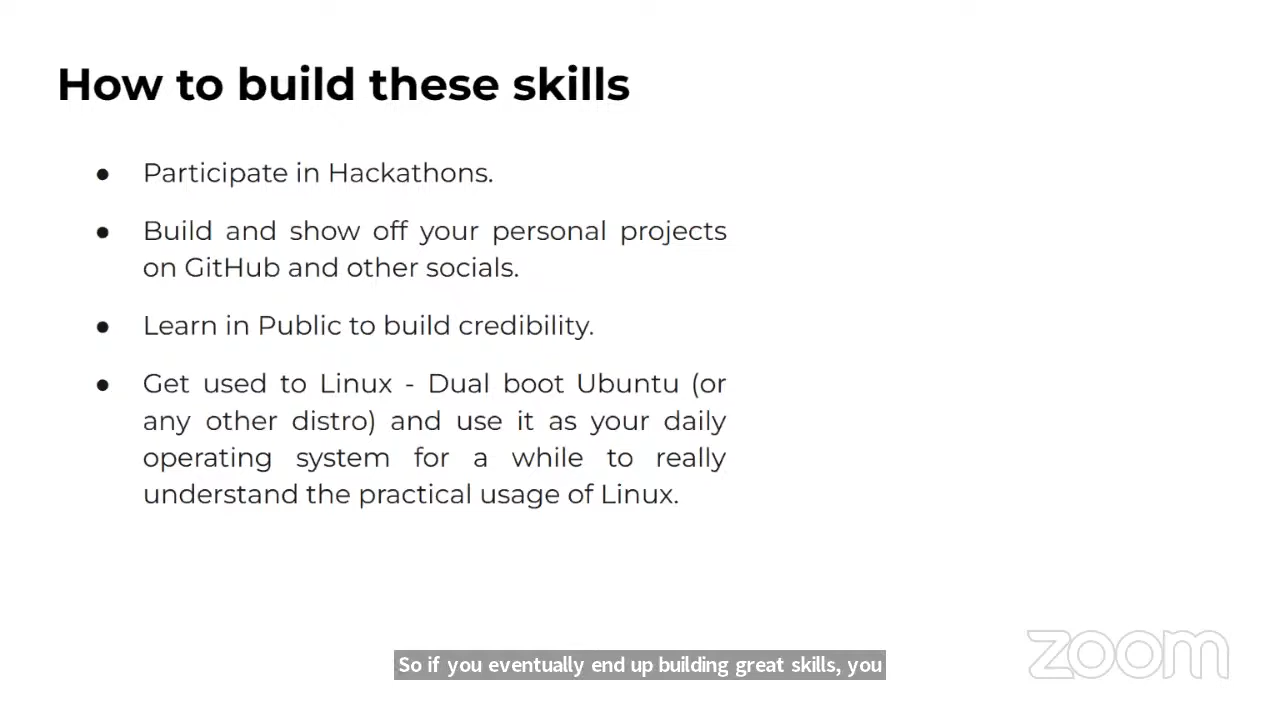 How to build these skills
● Participate in Hackathons.
● Build and show off your personal projects
on GitHub and other socials.
● Learn in Public to build credibility.
● Get used to Linux - Dual boot Ubuntu (or
any other distro) and use it as your daily
operating system for a while to really
understand the practical usage of Linux.
zoom
So if you eventually end up building great skills, you